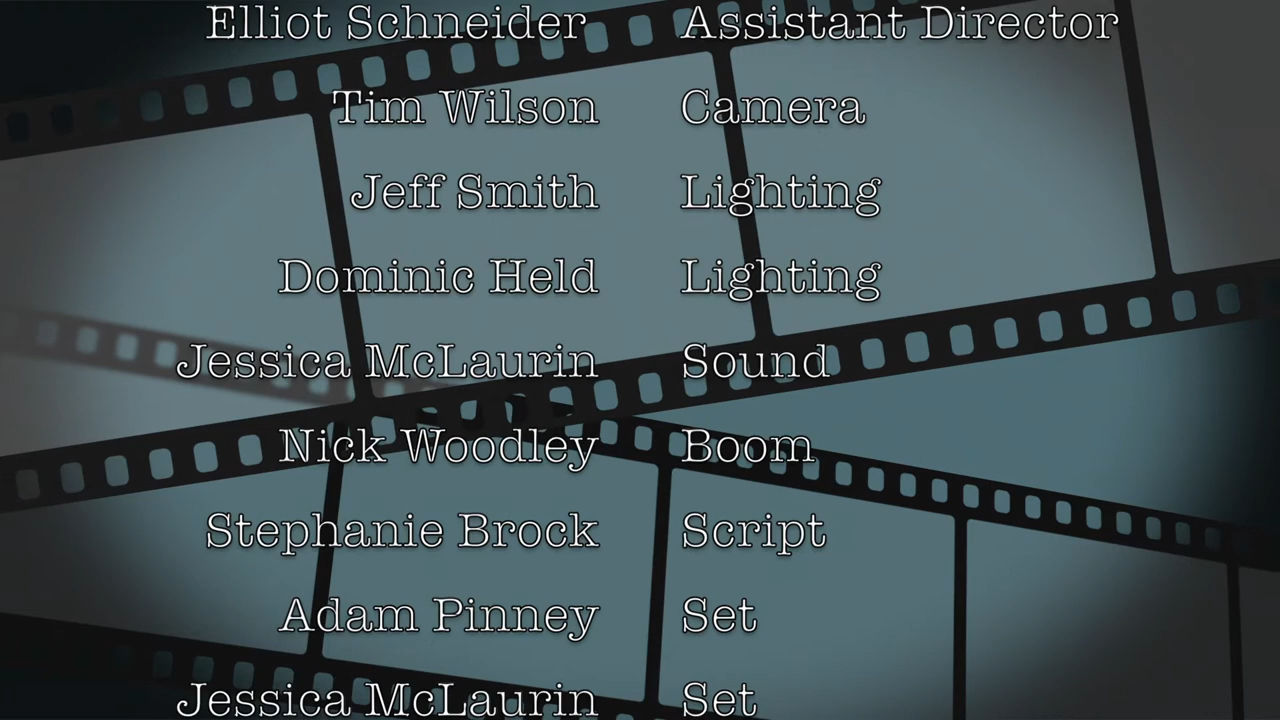 Elliot Schneider Assistant Director
Tim Wilson Camera
Jeff Smith Lighting
Dominic Held Lighting
Jessica McLaurin Sound
Nick Woodley Boom
Stephanie Brock Script
Adam Pinney Set
Jessica McLaurin Set